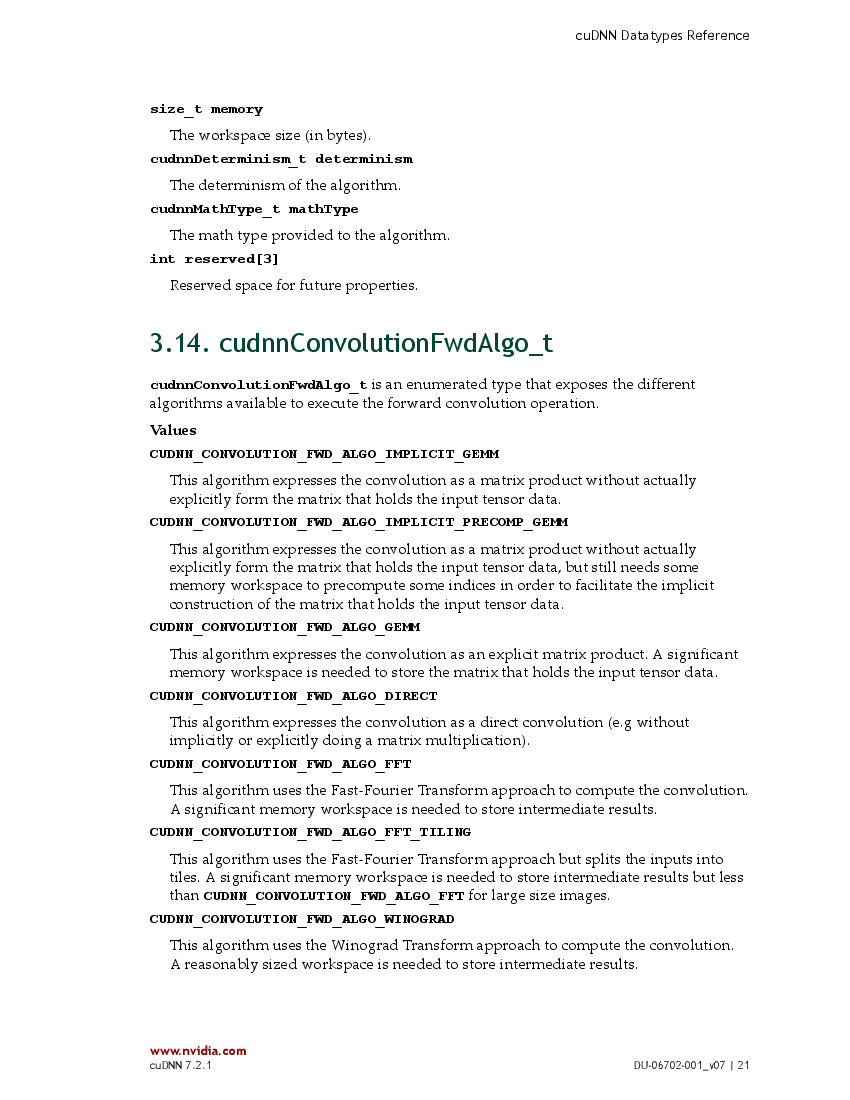 cuDNN Datatypes Reference
size_t memory
The workspace size (in bytes).
cudnnDeterminism_t determinism
The determinism of the algorithm.
cudnnMathType_t mathType
The math type provided to the algorithm.
int reserved[3]
Reserved space for future properties.
3.14. cudnnConvolutionFwdAlgo_t
cudnnConvolutionFwdAlgo_t is an enumerated type that exposes the different
algorithms available to execute the forward convolution operation.
Values
CUDNN_CONVOLUTION_FWD_ALGO_IMPLICIT_GEMM
This algorithm expresses the convolution as a matrix product without actually
explicitly form the matrix that holds the input tensor data.
CUDNN_CONVOLUTION_FWD_ALGO_IMPLICIT_PRECOMP_GEMM
This algorithm expresses the convolution as a matrix product without actually
explicitly form the matrix that holds the input tensor data, but still needs some
memory workspace to precompute some indices in order to facilitate the implicit
construction of the matrix that holds the input tensor data.
CUDNN_CONVOLUTION_FWD_ALGO_GEMM
This algorithm expresses the convolution as an explicit matrix product. A significant
memory workspace is needed to store the matrix that holds the input tensor data.
CUDNN_CONVOLUTION_FWD_ALGO_DIRECT
This algorithm expresses the convolution as a direct convolution (e.g without
implicitly or explicitly doing a matrix multiplication).
CUDNN_CONVOLUTION_FWD_ALGO_FFT
This algorithm uses the Fast-Fourier Transform approach to compute the convolution.
A significant memory workspace is needed to store intermediate results.
CUDNN_CONVOLUTION_FWD_ALGO_FFT_TILING
This algorithm uses the Fast-Fourier Transform approach but splits the inputs into
tiles. A significant memory workspace is needed to store intermediate results but less
than CUDNN_CONVOLUTION_FWD_ALGO_FFT for large size images.
CUDNN_CONVOLUTION_FWD_ALGO_WINOGRAD
This algorithm uses the Winograd Transform approach to compute the convolution.
A reasonably sized workspace is needed to store intermediate results.
www.nvidia.com
cuDNN 7.2.1
DU-06702-001_v07 | 21